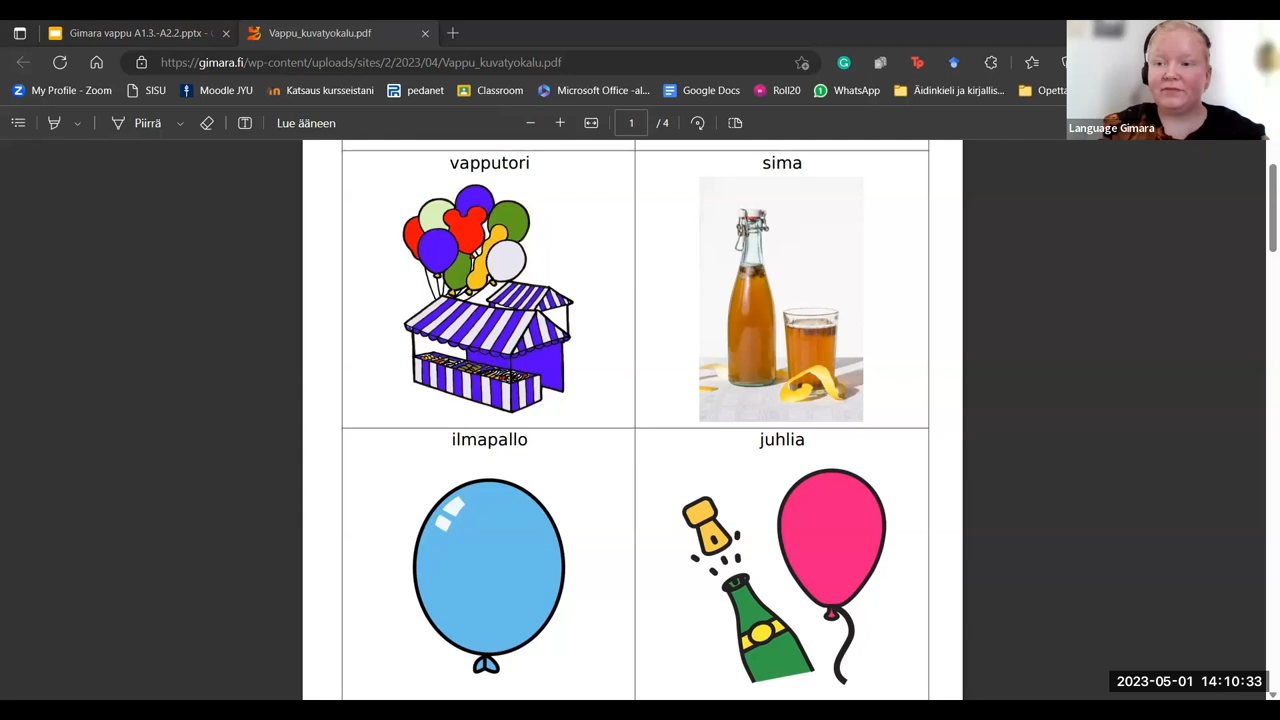 Gimara vappu A1.3.-A2.2.pptx -
Vappu_kuvatyokalu.pdf
https://gimara.fi/wp-content/uploads/sites/2/2023/04/Vappu_kuvatyokalu.pdf
My Profile - Zoom
SISU
Moodle JYU
Katsaus kursseistani
pedanet
Classroom
Microsoft Office -al...
Google Docs
Roll20
WhatsApp
Äidinkieli ja kirjallis...
Opetta
Piirrä
Lue ääneen
1 / 4
Language Gimara
vapputori
sima
ilmapallo
juhlia
2023-05-01 14:10:33